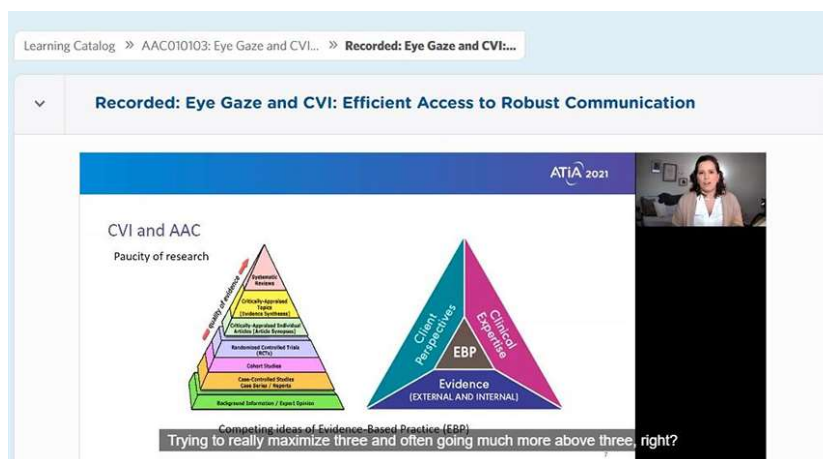 Learning Catalog » AAC010103: Eye Gaze and CVI... » Recorded: Eye Gaze and CVI:...
Recorded: Eye Gaze and CVI: Efficient Access to Robust Communication
ATiA 2021
CVI and AAC
Paucity of research
quality of evidence
Systematic
Reviews
Critically-Appraised
Topics
[Evidence Syntheses]
Critically-Appraised Individual
Articles [Article Synopses]
Randomized Controlled Trials
(RCTs)
Cohort Studies
Case-Controlled Studies
Case Series / Reports
Background Information / Expert Opinion
Client
Perspectives
Clinical
Expertise
EBP
Evidence
(EXTERNAL AND INTERNAL)
Competing ideas of Evidence-Based Practice (EBP)
Trying to really maximize three and often going much more above three, right?
7